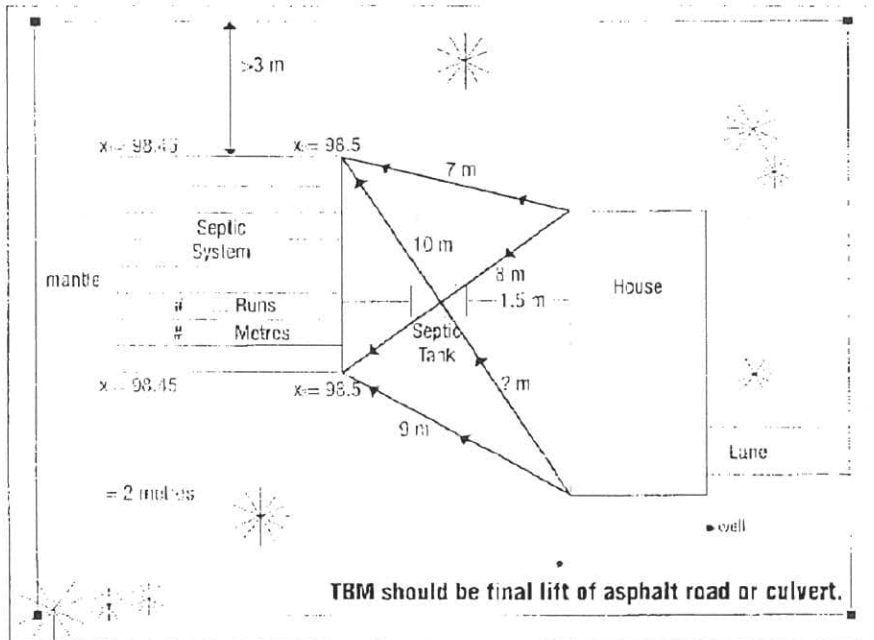 >3 m
x = 98.45
x = 98.5
7 m
Septic
System
10 m
8 m
mantle
House
# Runs
1.5 m
# Metres
Septic
Tank
x = 98.45
x = 98.5
? m
9 m
Lane
= 2 metres
well
TBM should be final lift of asphalt road or culvert.